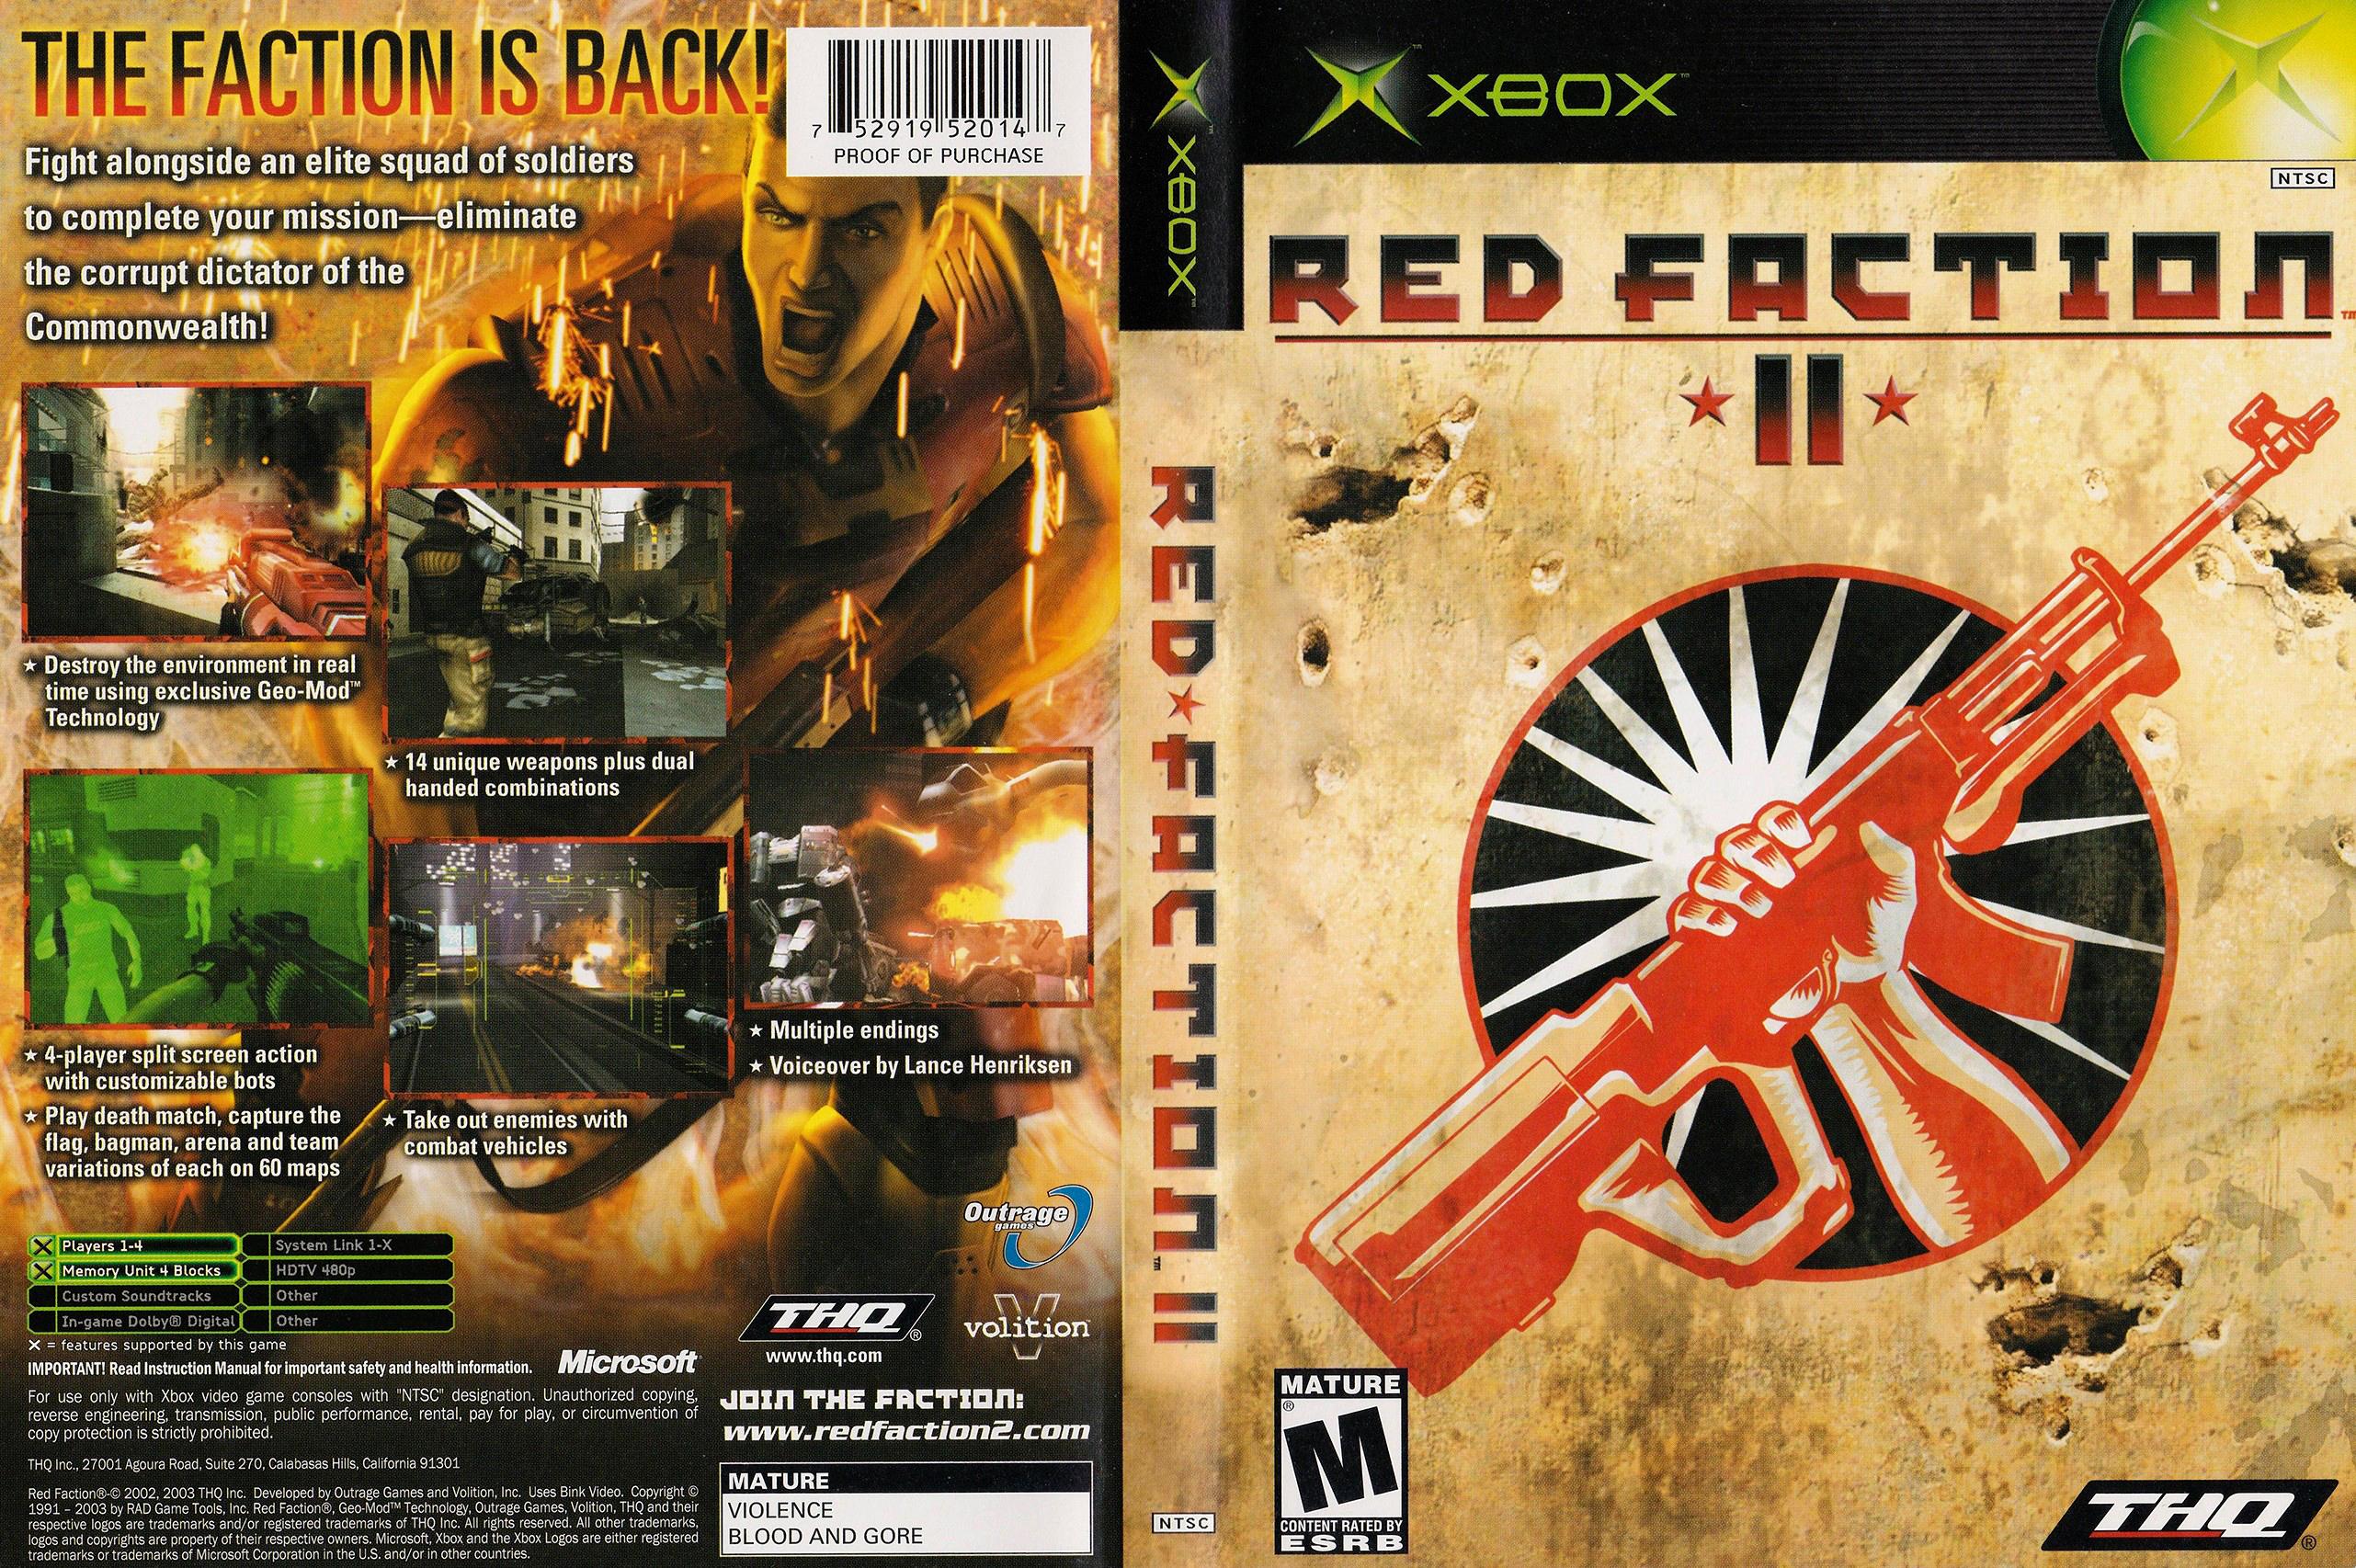 THE FACTION IS BACK!
Fight alongside an elite squad of soldiers
to complete your mission—eliminate
the corrupt dictator of the
Commonwealth!
7 52919 52014 7
PROOF OF PURCHASE
★ Destroy the environment in real
time using exclusive Geo-Mod™
Technology
★ 14 unique weapons plus dual
handed combinations
★ 4-player split screen action
with customizable bots
★ Play death match, capture the
flag, bagman, arena and team
variations of each on 60 maps
★ Take out enemies with
combat vehicles
★ Multiple endings
★ Voiceover by Lance Henriksen
Players 1-4
Memory Unit 4 Blocks
Custom Soundtracks
In-game Dolby® Digital
System Link 1-X
HDTV 480p
Other
Other
X = features supported by this game
IMPORTANT! Read Instruction Manual for important safety and health information.
Microsoft
For use only with Xbox video game consoles with "NTSC" designation. Unauthorized copying,
reverse engineering, transmission, public performance, rental, pay for play, or circumvention of
copy protection is strictly prohibited.
THQ Inc., 27001 Agoura Road, Suite 270, Calabasas Hills, California 91301
Red Faction®© 2002, 2003 THQ Inc. Developed by Outrage Games and Volition, Inc. Uses Bink Video. Copyright ©
1991 – 2003 by RAD Game Tools, Inc. Red Faction®, Geo-Mod™ Technology, Outrage Games, Volition, THQ and their
respective logos are trademarks and/or registered trademarks of THQ Inc. All rights reserved. All other trademarks,
logos and copyrights are property of their respective owners. Microsoft, Xbox and the Xbox Logos are either registered
trademarks or trademarks of Microsoft Corporation in the U.S. and/or in other countries.
Outrage
games
THQ®
www.thq.com
volition
JOIN THE FACTION:
www.redfaction2.com
MATURE
VIOLENCE
BLOOD AND GORE
XBOX™
RED★FACTION™ II
NTSC
XBOX™
NTSC
RED FACTION™
★II★
MATURE
®
M
CONTENT RATED BY
ESRB
THQ®